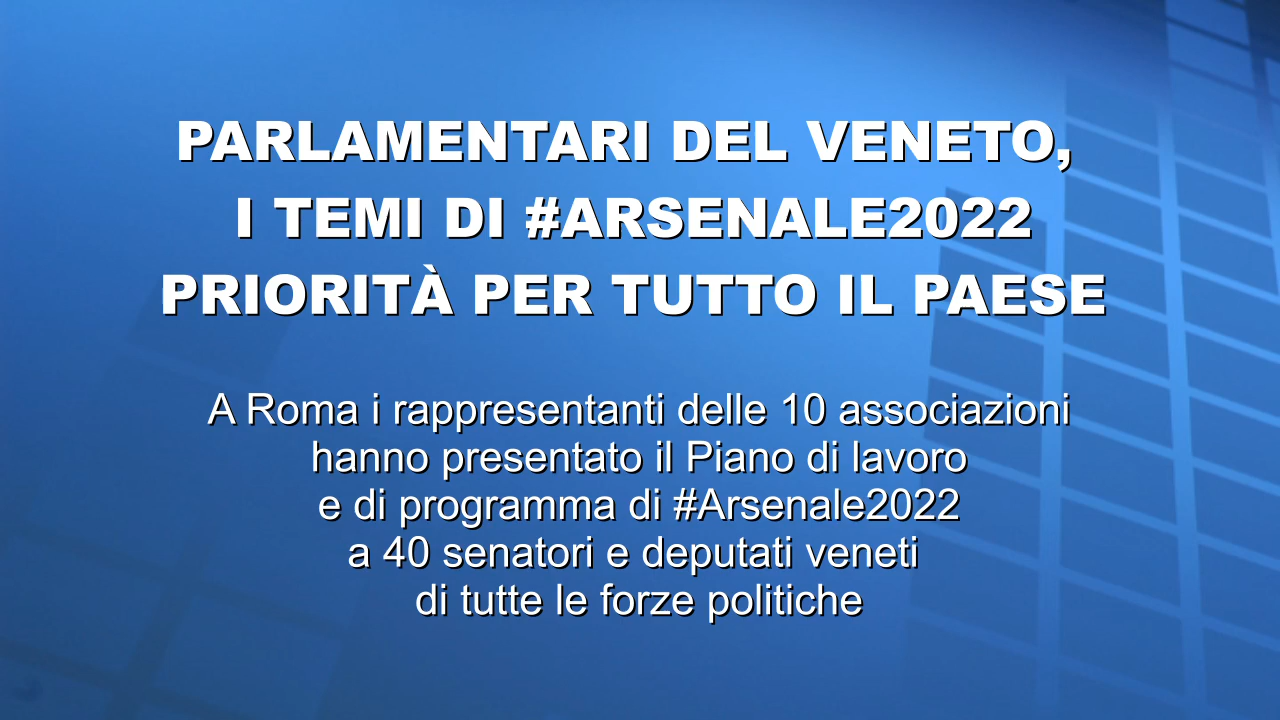 PARLAMENTARI DEL VENETO,
I TEMI DI #ARSENALE2022
PRIORITÀ PER TUTTO IL PAESE
A Roma i rappresentanti delle 10 associazioni
hanno presentato il Piano di lavoro
e di programma di #Arsenale2022
a 40 senatori e deputati veneti
di tutte le forze politiche